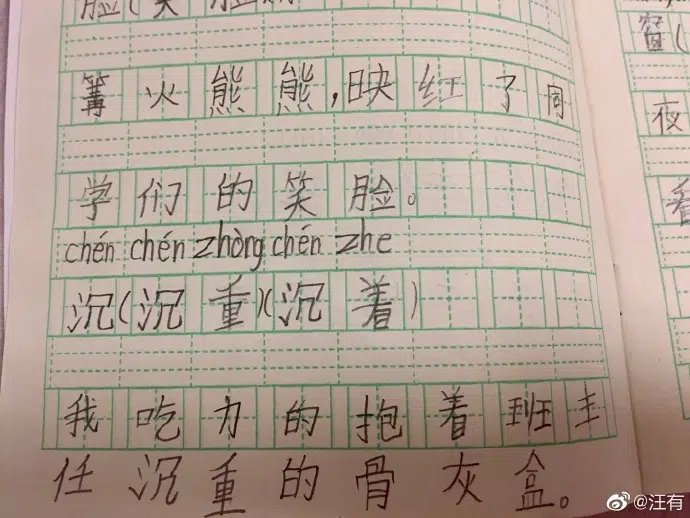 脸(笑脸
篝火熊熊,映红了同
学们的笑脸。
chén chén zhòng chén zhe
沉(沉重)(沉着)
我吃力的抱着班主
任沉重的骨灰盒。
窗(
夜
看
@汪有